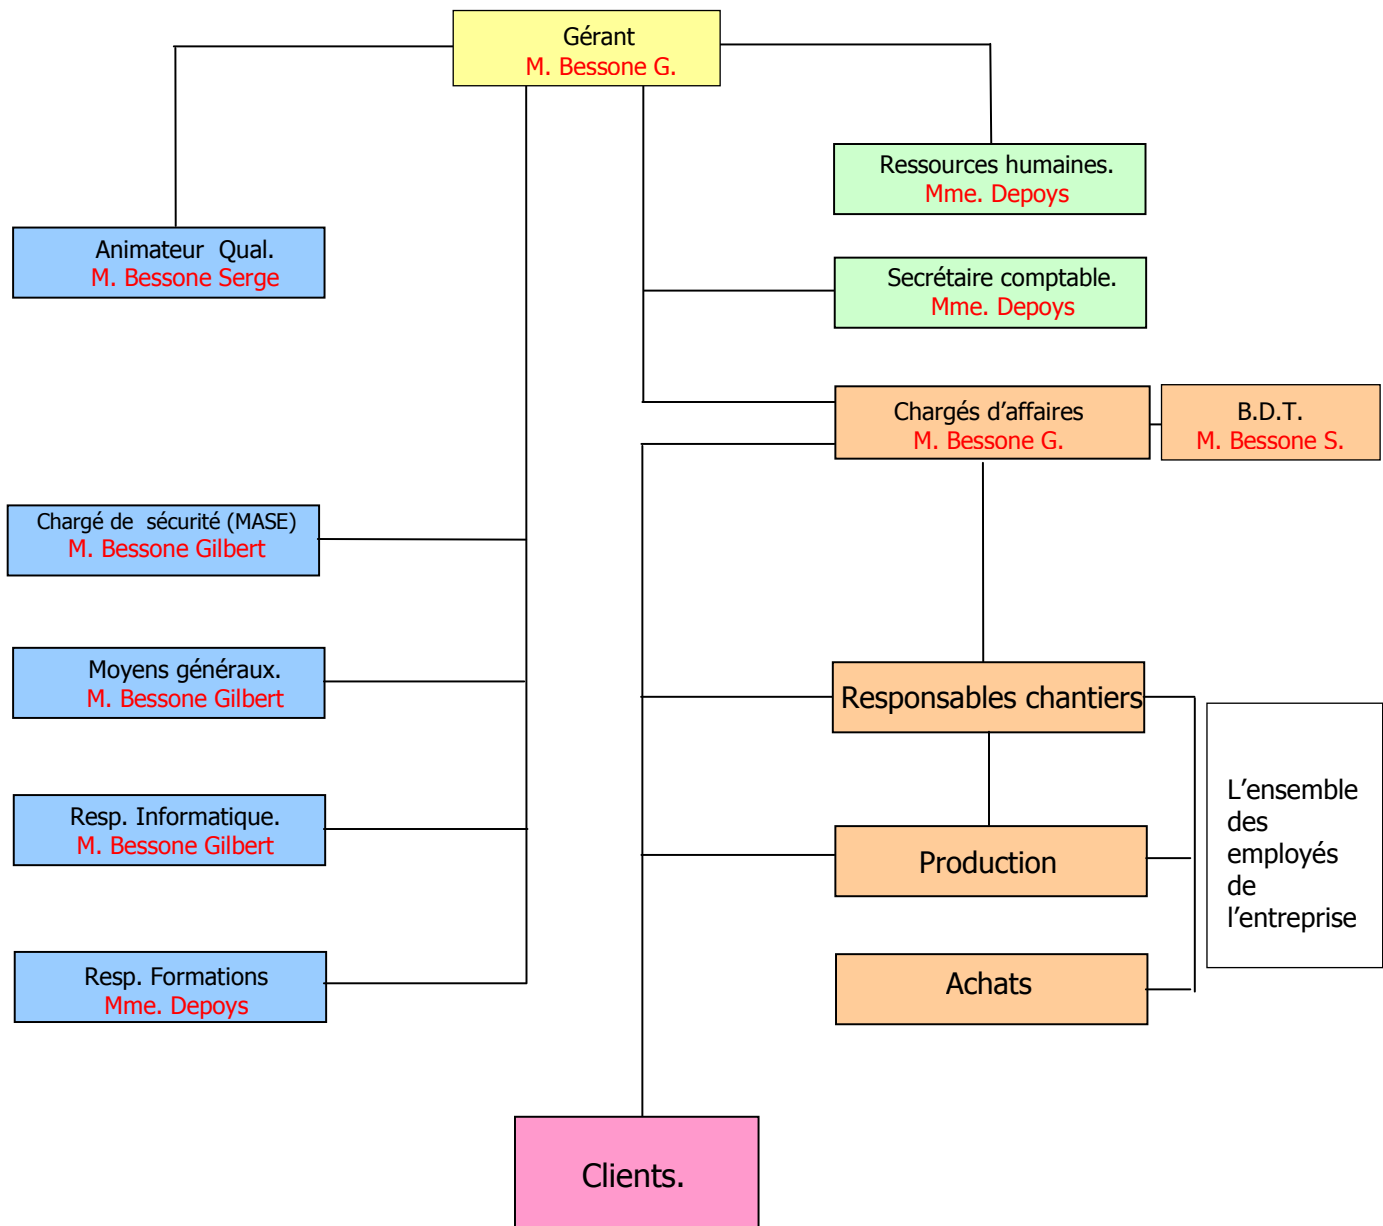 Gérant
M. Bessone G.
Ressources humaines.
Mme. Depoys
Animateur Qual.
M. Bessone Serge
Secrétaire comptable.
Mme. Depoys
Chargés d'affaires
M. Bessone G.
B.D.T.
M. Bessone S.
Chargé de sécurité (MASE)
M. Bessone Gilbert
Moyens généraux.
M. Bessone Gilbert
Responsables chantiers
Resp. Informatique.
M. Bessone Gilbert
Production
L'ensemble
des
employés
de
l'entreprise
Resp. Formations
Mme. Depoys
Achats
Clients.